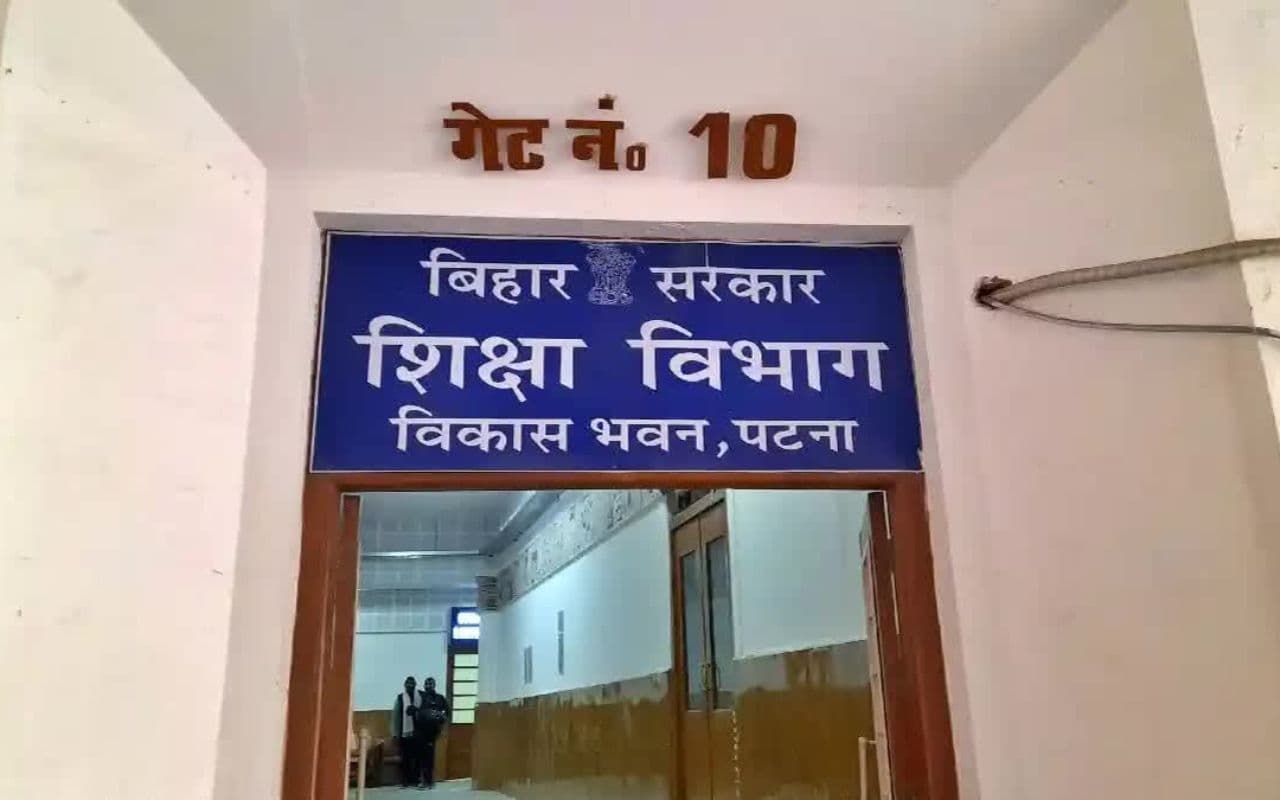 गेट नं० 10
बिहार सरकार
शिक्षा विभाग
विकास भवन, पटना